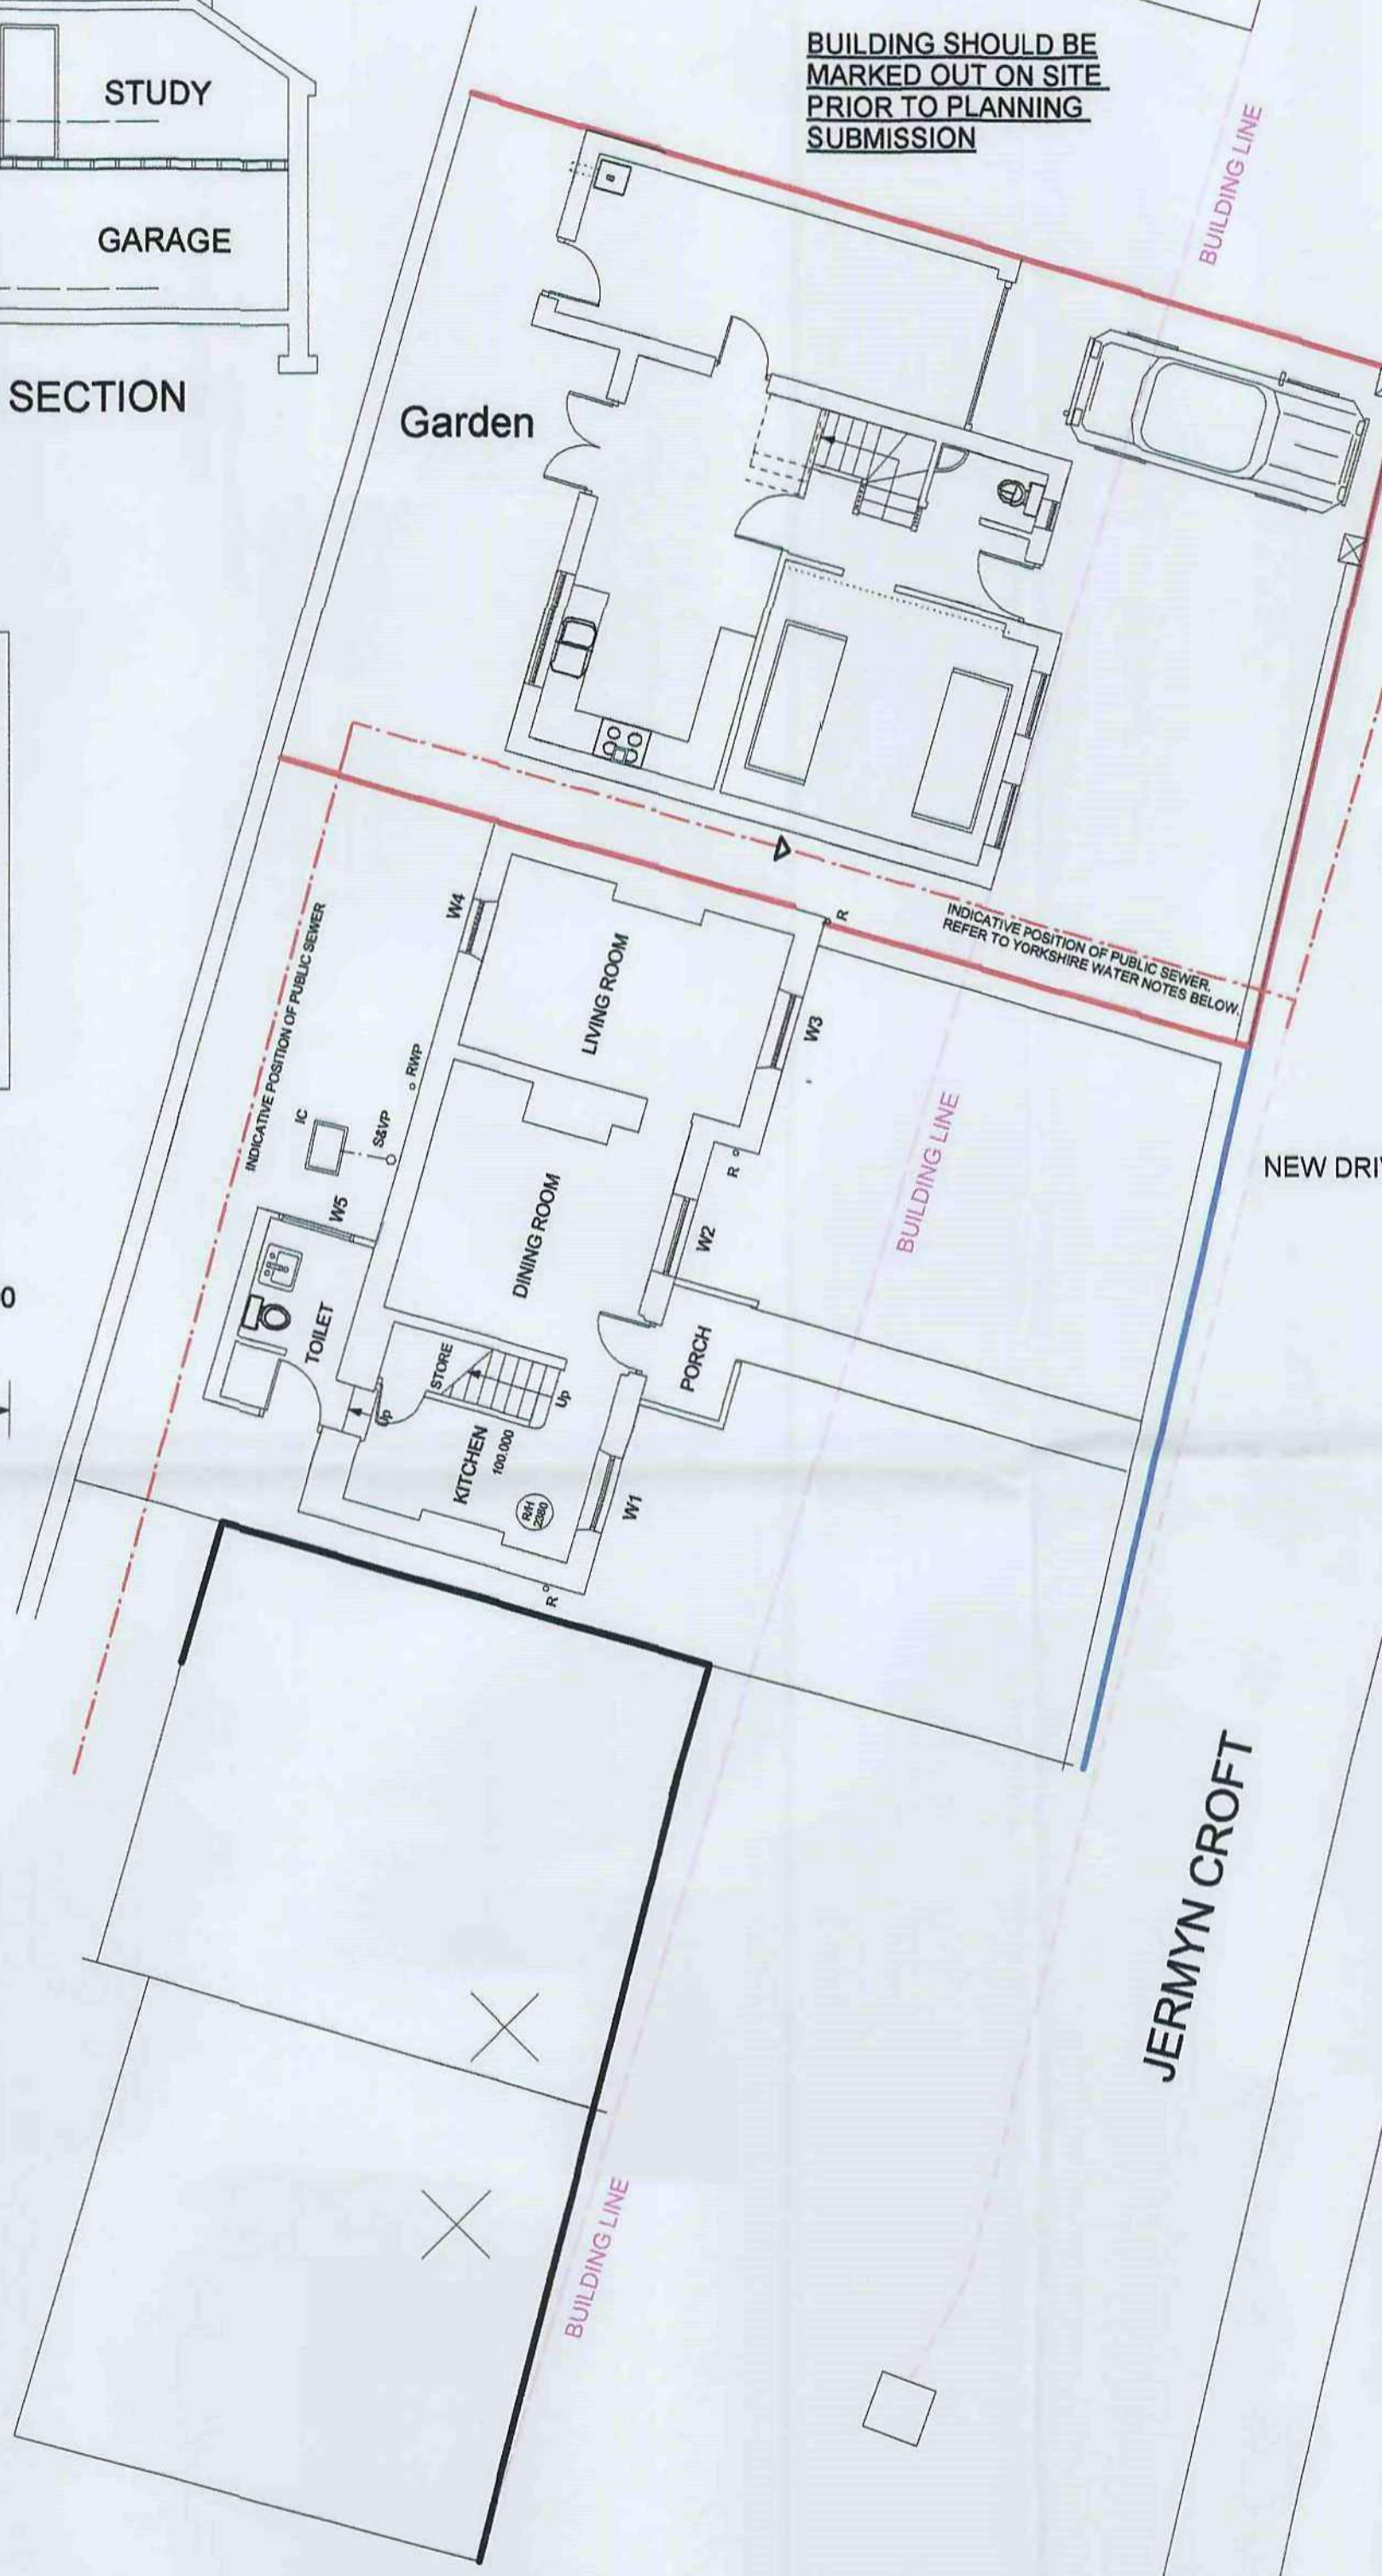 STUDY
GARAGE
SECTION
BUILDING SHOULD BE
MARKED OUT ON SITE
PRIOR TO PLANNING
SUBMISSION
BUILDING LINE
B
Garden
INDICATIVE POSITION OF PUBLIC SEWER
INDICATIVE POSITION OF PUBLIC SEWER.
REFER TO YORKSHIRE WATER NOTES BELOW.
R
W4
LIVING ROOM
W3
RWP
IC
S&VP
W5
DINING ROOM
R
W2
BUILDING LINE
NEW DRIV
0
TOILET
STORE
Up
Up
PORCH
KITCHEN
100.000
R/H
2380
W1
R
JERMYN CROFT
BUILDING LINE